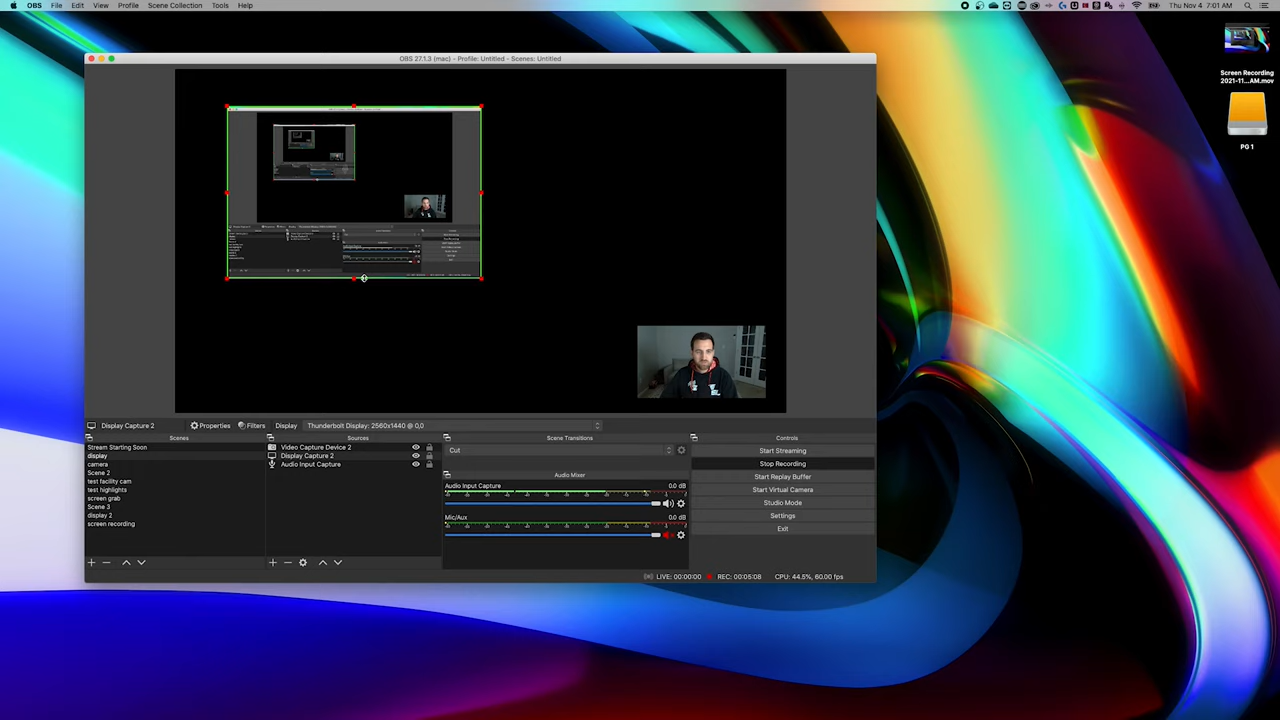 OBS File Edit View Profile Scene Collection Tools Help
Thu Nov 4 7:01 AM
Screen Recording
2021-11...AM.mov
PG 1
OBS 27.1.3 (mac) - Profile: Untitled - Scenes: Untitled
Display Capture 2 Properties Filters Display Thunderbolt Display: 2560x1440 @ 0,0
Scenes
Stream Starting Soon
display
camera
Scene 2
test facility cam
test highlights
screen grab
Scene 3
display 2
screen recording
Sources
Video Capture Device 2
Display Capture 2
Audio Input Capture
Scene Transitions
Cut
Audio Mixer
Audio Input Capture 0.0 dB
Mic/Aux 0.0 dB
Controls
Start Streaming
Stop Recording
Start Replay Buffer
Start Virtual Camera
Studio Mode
Settings
Exit
LIVE: 00:00:00 REC: 00:05:08 CPU: 44.5%, 60.00 fps